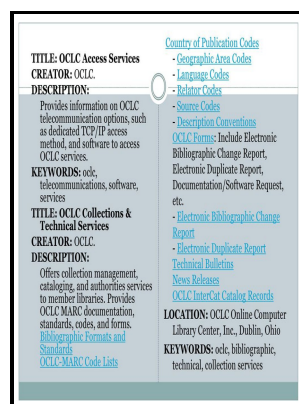 TITLE: OCLC Access Services
CREATOR: OCLC.
DESCRIPTION:
Provides information on OCLC
telecommunication options, such
as dedicated TCP/IP access
method, and software to access
OCLC services.
KEYWORDS: oclc,
telecommunications, software,
services
TITLE: OCLC Collections &
Technical Services
CREATOR: OCLC.
DESCRIPTION:
Offers collection management,
cataloging, and authorities services
to member libraries. Provides
OCLC MARC documentation,
standards, codes, and forms.
Bibliographic Formats and
Standards
OCLC-MARC Code Lists
Country of Publication Codes
- Geographic Area Codes
- Language Codes
- Relator Codes
- Source Codes
- Description Conventions
OCLC Forms: Include Electronic
Bibliographic Change Report,
Electronic Duplicate Report,
Documentation/Software Request,
etc.
- Electronic Bibliographic Change
Report
- Electronic Duplicate Report
Technical Bulletins
News Releases
OCLC InterCat Catalog Records
LOCATION: OCLC Online Computer
Library Center, Inc., Dublin, Ohio
KEYWORDS: oclc, bibliographic,
technical, collection services